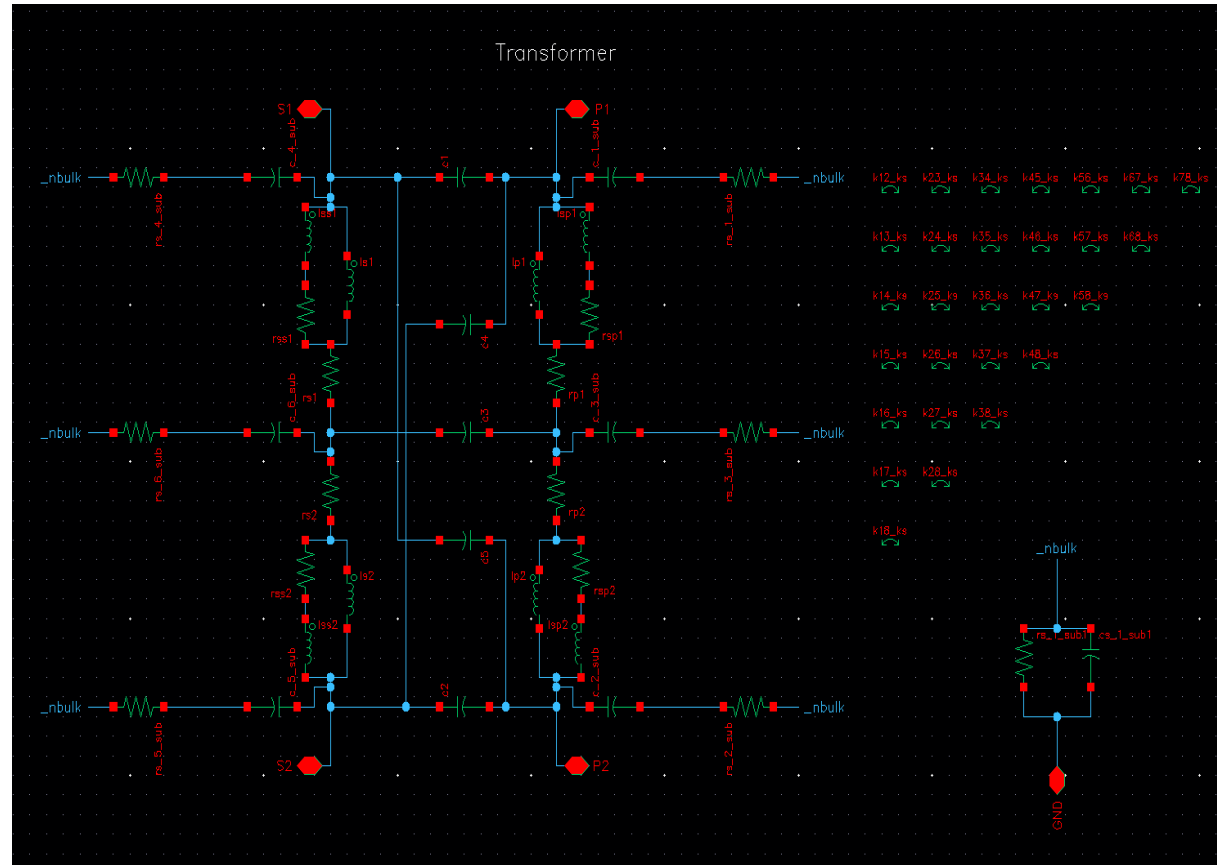 Transformer
S1 P1
c_4_sub c1 c_1_sub
_nbulk _nbulk
rs_4_sub rs_1_sub
k12_ks k23_ks k34_ks k45_ks k56_ks k67_ks k78_ks
lss1 lsp1
k13_ks k24_ks k35_ks k46_ks k57_ks k68_ks
ls1 lp1
k14_ks k25_ks k36_ks k47_ks k58_ks
rss1 c4 rsp1
k15_ks k26_ks k37_ks k48_ks
c_6_sub rs1 rp1 c_3_sub
k16_ks k27_ks k38_ks
c3
_nbulk _nbulk
rs_6_sub rs_3_sub
k17_ks k28_ks
rs2 rp2
k18_ks
_nbulk
c5
ls2 lp2
rss2 rsp2
lss2 lsp2
rs_1_sub1 cs_1_sub1
c_5_sub c2 c_2_sub
_nbulk _nbulk
rs_5_sub rs_2_sub
S2 P2
GND